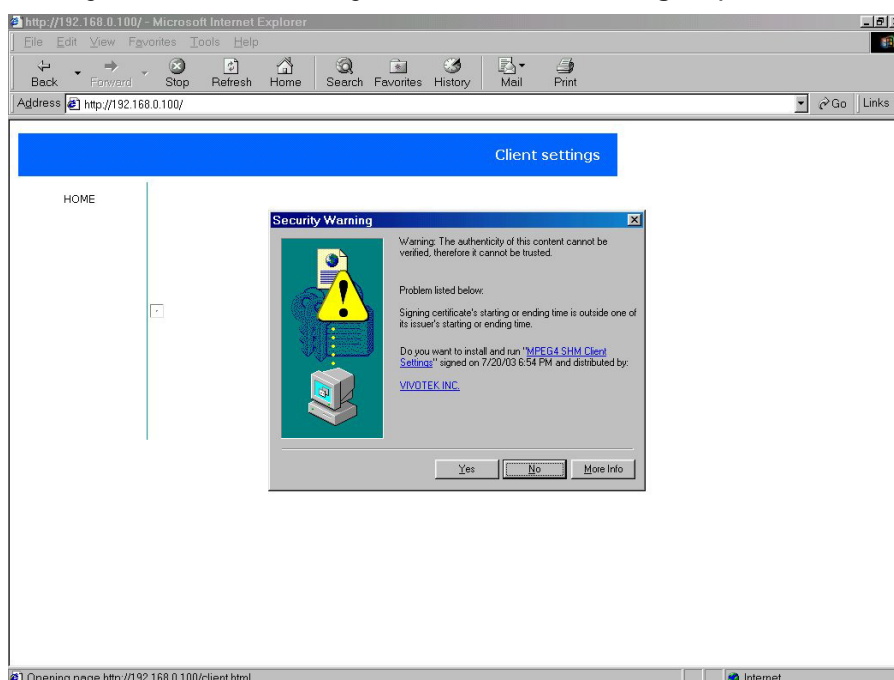 http://192.168.0.100/ - Microsoft Internet Explorer
File Edit View Favorites Tools Help
Back Forward Stop Refresh Home Search Favorites History Mail Print
Address http://192.168.0.100/ Go Links
Client settings
HOME
Security Warning
Warning: The authenticity of this content cannot be
verified, therefore it cannot be trusted.
Problem listed below:
Signing certificate's starting or ending time is outside one of
its issuer's starting or ending time.
Do you want to install and run "MPEG4 SHM Client
Settings" signed on 7/20/03 6:54 PM and distributed by:
VIVOTEK INC.
Yes No More Info
Opening page http://192.168.0.100/client.html Internet